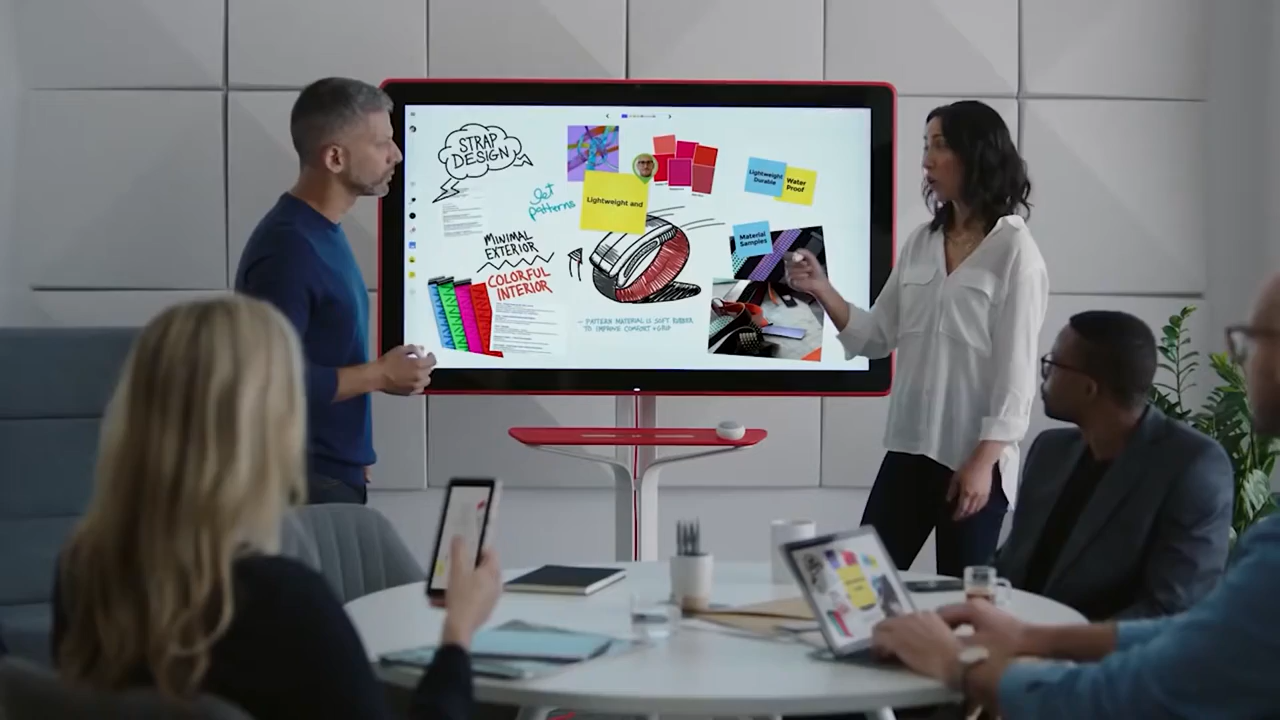 STRAP
DESIGN
Jet
patterns
Lightweight and
Lightweight
Durable
Water
Proof
Material
Samples
MINIMAL
EXTERIOR
COLORFUL
INTERIOR
- PATTERN MATERIAL IS SOFT RUBBER
TO IMPROVE COMFORT + GRIP